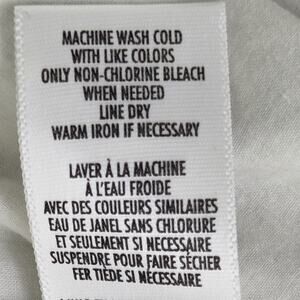 MACHINE WASH COLD
WITH LIKE COLORS
ONLY NON-CHLORINE BLEACH
WHEN NEEDED
LINE DRY
WARM IRON IF NECESSARY
LAVER À LA MACHINE
À L'EAU FROIDE
AVEC DES COULEURS SIMILAIRES
EAU DE JANEL SANS CHLORURE
ET SEULEMENT SI NECESSAIRE
SUSPENDRE POUR FAIRE SÉCHER
FER TIÈDE SI NÉCESSAIRE